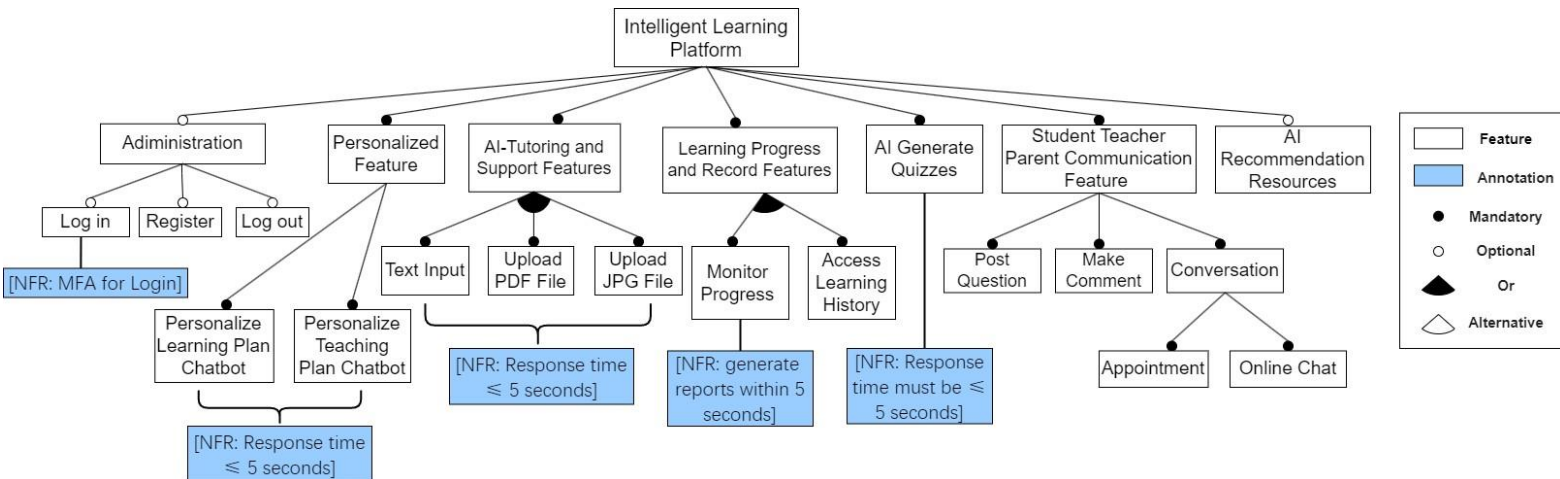 Intelligent Learning
Platform
Adiministration
Personalized
Feature
AI-Tutoring and
Support Features
Learning Progress
and Record Features
AI Generate
Quizzes
Student Teacher
Parent Communication
Feature
AI
Recommendation
Resources
Log in
Register
Log out
[NFR: MFA for Login]
Personalize
Learning Plan
Chatbot
Personalize
Teaching
Plan Chatbot
[NFR: Response time
≤ 5 seconds]
Text Input
Upload
PDF File
Upload
JPG File
[NFR: Response time
≤ 5 seconds]
Monitor
Progress
Access
Learning
History
[NFR: generate
reports within 5
seconds]
[NFR: Response
time must be ≤
5 seconds]
Post
Question
Make
Comment
Conversation
Appointment
Online Chat
Feature
Annotation
Mandatory
Optional
Or
Alternative